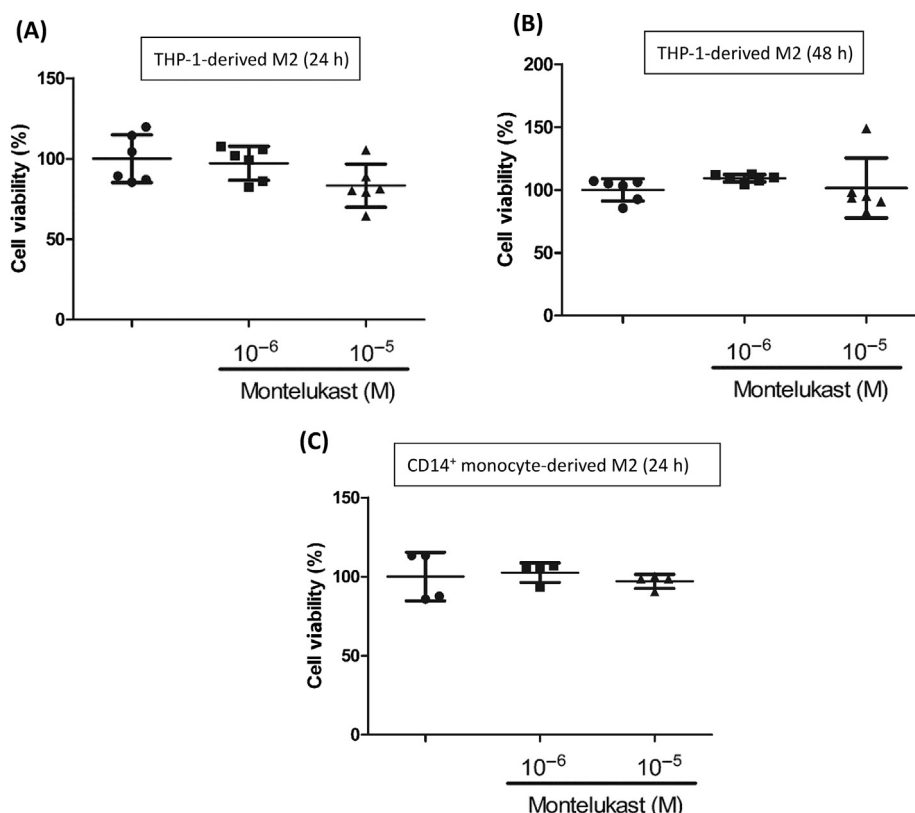 (A)
THP-1-derived M2 (24 h)
Cell viability (%)
150
100
50
0
10⁻⁶
10⁻⁵
Montelukast (M)
(B)
THP-1-derived M2 (48 h)
Cell viability (%)
200
150
100
50
0
10⁻⁶
10⁻⁵
Montelukast (M)
(C)
CD14⁺ monocyte-derived M2 (24 h)
Cell viability (%)
150
100
50
0
10⁻⁶
10⁻⁵
Montelukast (M)